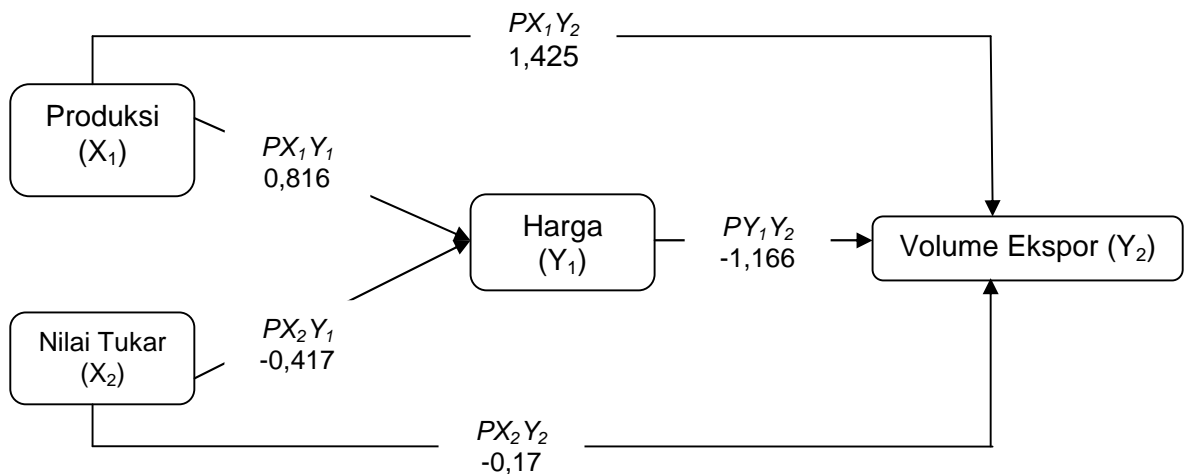 PX₁Y₂
1,425
Produksi
(X₁)
PX₁Y₁
0,816
Harga
(Y₁)
PY₁Y₂
-1,166
Volume Ekspor (Y₂)
Nilai Tukar
(X₂)
PX₂Y₁
-0,417
PX₂Y₂
-0,17